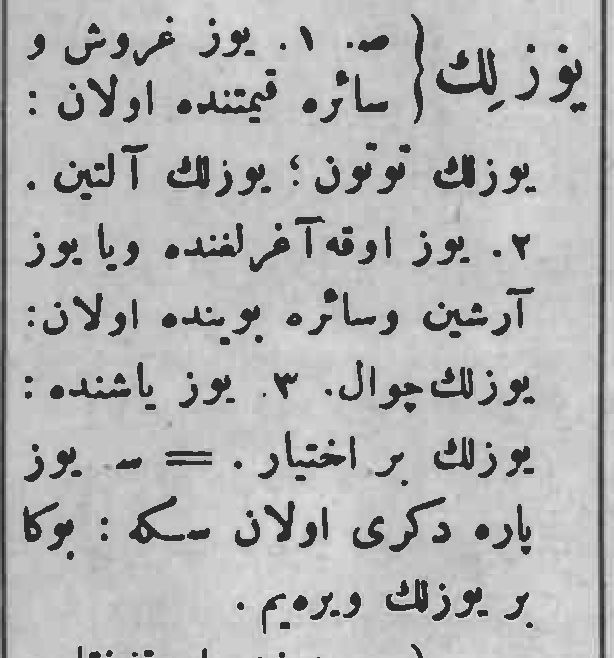 یوزلِك { ص. ١. یوز غروش و
سائره قیمتنده اولان :
یوزلك توتون ؛ یوزلك آلتین .
٢. یوز اوقه آغرلغنده ویا یوز
آرشین وسائره بوینده اولان:
یوزلك چوال. ٣. یوز یاشنده :
یوزلك بر اختیار . = س. یوز
پاره دكری اولان سكه : بوكا
بر یوزلك ویره‌یم .